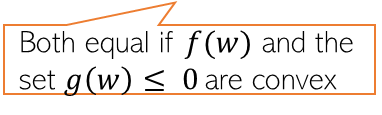 Both equal if f(w) and the
set g(w) ≤ 0 are convex